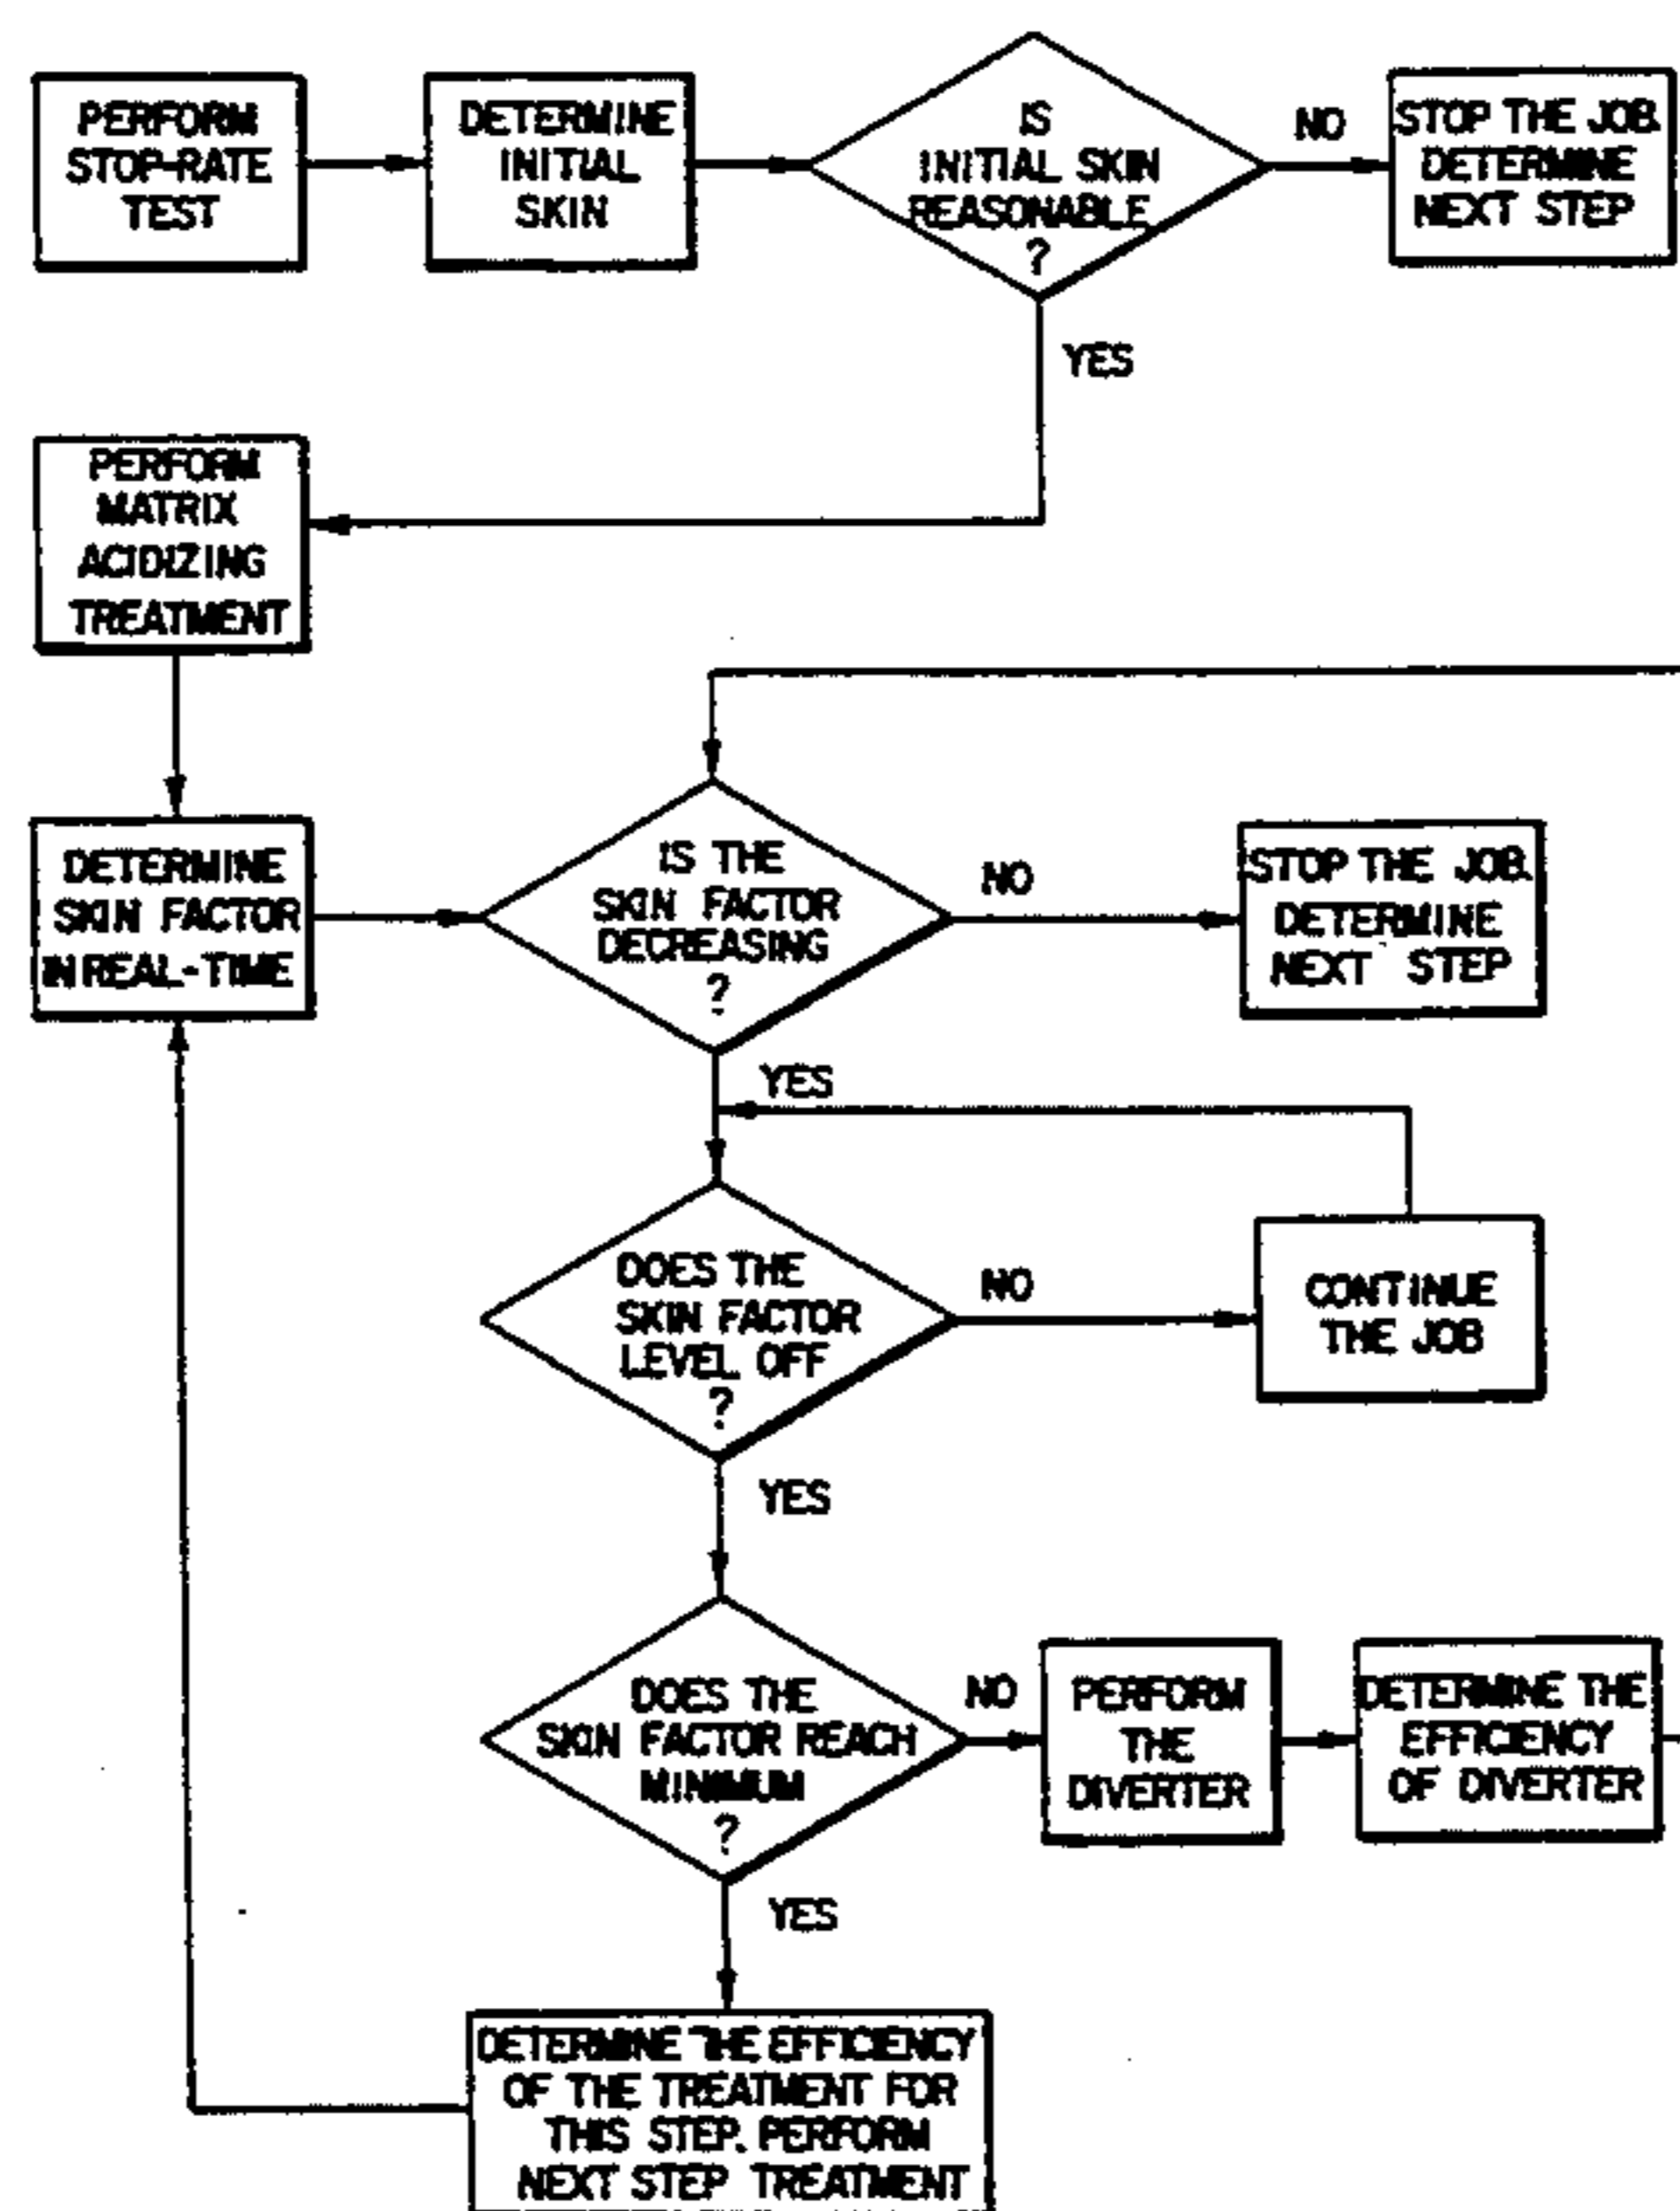 PERFORM
STOP-RATE
TEST
DETERMINE
INITIAL
SKIN
IS
INITIAL SKIN
REASONABLE
?
NO
STOP THE JOB.
DETERMINE
NEXT STEP
YES
PERFORM
MATRIX
ACIDIZING
TREATMENT
DETERMINE
SKIN FACTOR
IN REAL-TIME
IS THE
SKIN FACTOR
DECREASING
?
NO
STOP THE JOB.
DETERMINE
NEXT STEP
YES
DOES THE
SKIN FACTOR
LEVEL OFF
?
NO
CONTINUE
THE JOB
YES
DOES THE
SKIN FACTOR REACH
MINIMUM
?
NO
PERFORM
THE
DIVERTER
DETERMINE THE
EFFICIENCY
OF DIVERTER
YES
DETERMINE THE EFFICIENCY
OF THE TREATMENT FOR
THIS STEP. PERFORM
NEXT STEP TREATMENT